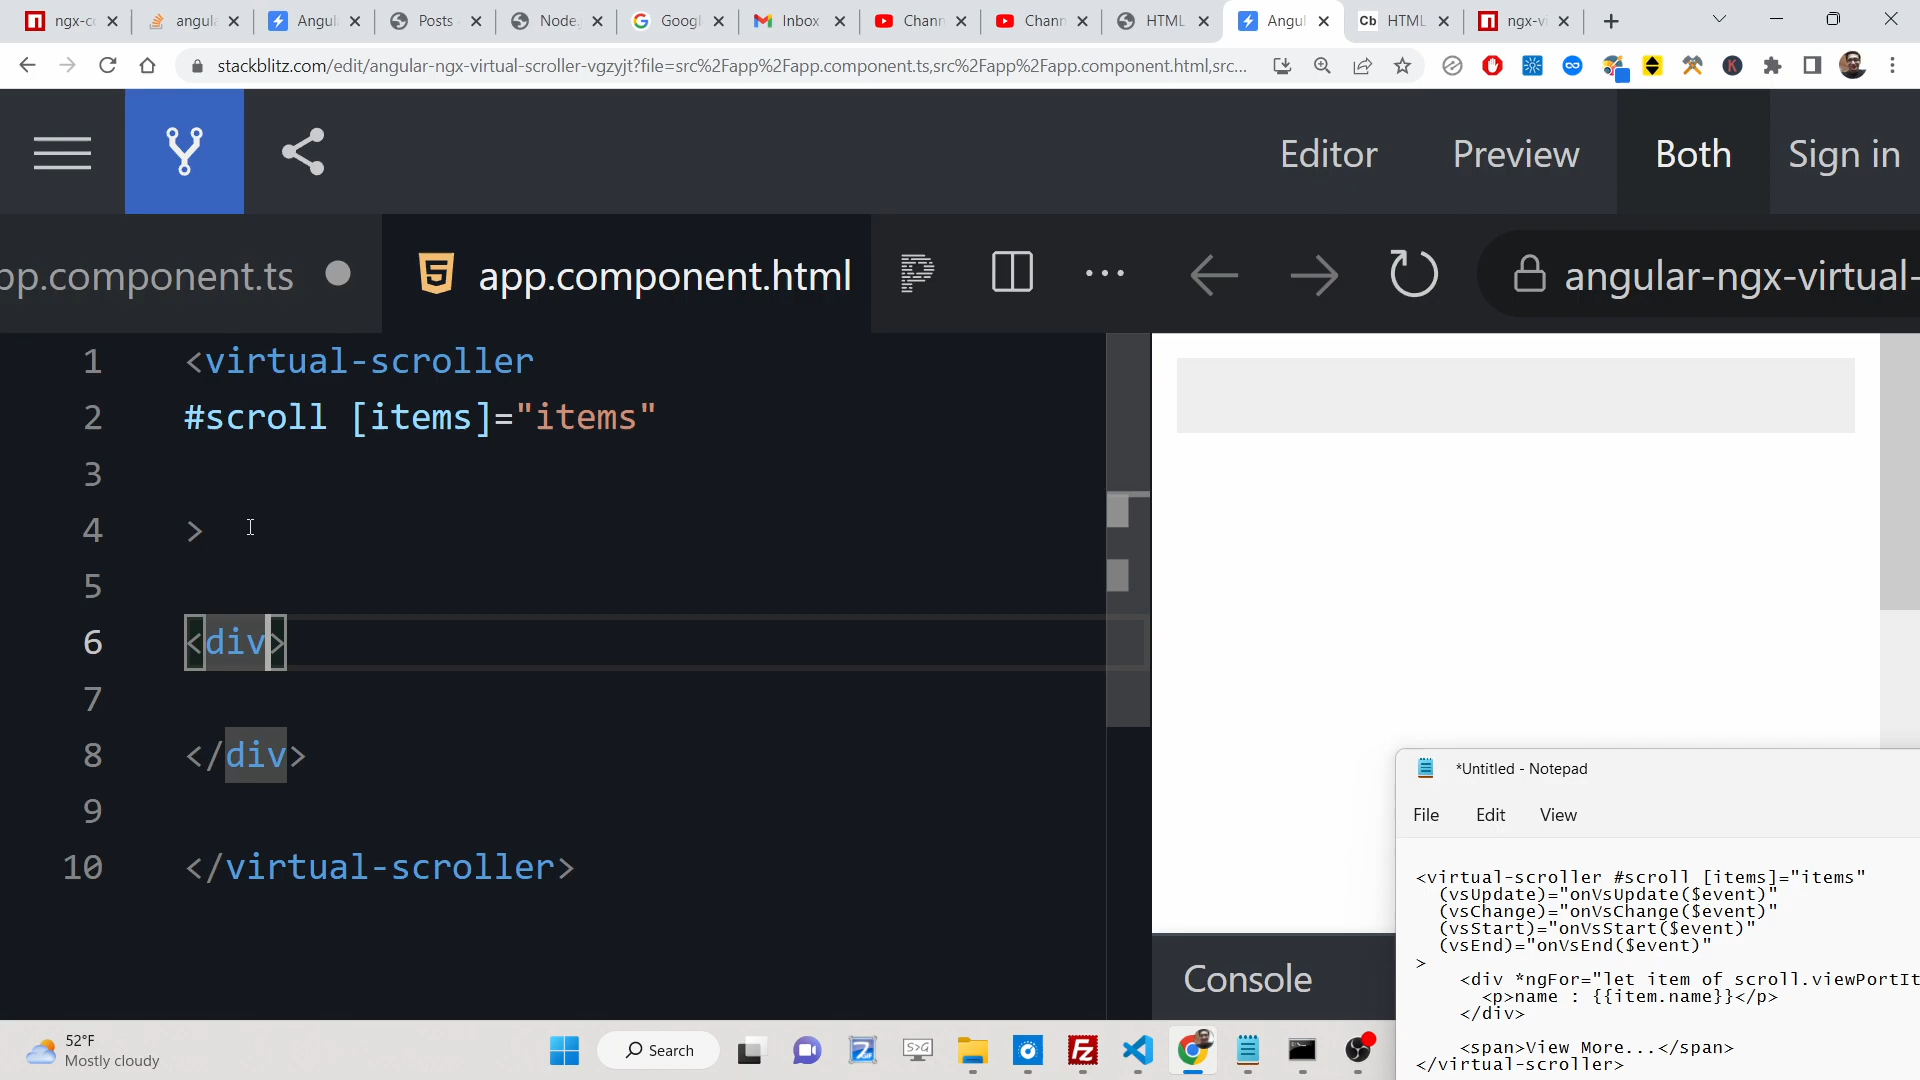 ngx-c
angula
Angul
Posts
Node.
Googl
Inbox
Chann
Chann
HTML
Angul
Cb HTML
ngx-vi
stackblitz.com/edit/angular-ngx-virtual-scroller-vgzyjt?file=src%2Fapp%2Fapp.component.ts,src%2Fapp%2Fapp.component.html,src...
Editor Preview Both Sign in
pp.component.ts
app.component.html
angular-ngx-virtual-
1 <virtual-scroller
2 #scroll [items]="items"
3
4 >
5
6 <div>
7
8 </div>
9
10 </virtual-scroller>
*Untitled - Notepad
File Edit View
<virtual-scroller #scroll [items]="items"
(vsUpdate)="onVsUpdate($event)"
(vsChange)="onVsChange($event)"
(vsStart)="onVsStart($event)"
(vsEnd)="onVsEnd($event)"
>
<div *ngFor="let item of scroll.viewPortIt
<p>name : {{item.name}}</p>
</div>
<span>View More...</span>
</virtual-scroller>
Console
52°F
Mostly cloudy
Search